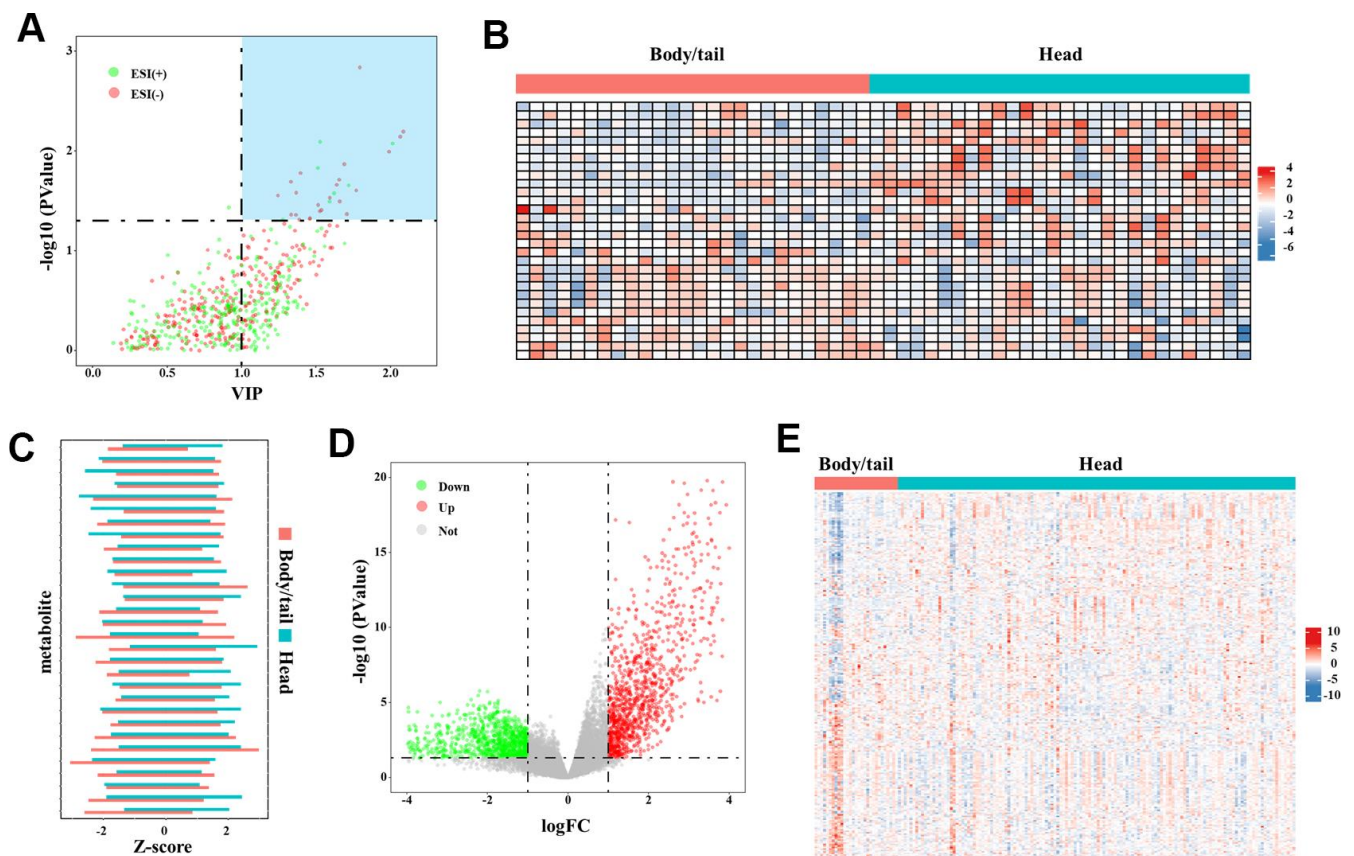 A
3
2
1
0
-log10 (PValue)
ESI(+)
ESI(-)
0.0
0.5
1.0
1.5
2.0
VIP
B
Body/tail
Head
4
2
0
-2
-4
-6
C
metabolite
-2
0
2
Z-score
Body/tail
Head
D
20
15
10
5
0
-log10 (PValue)
Down
Up
Not
-4
-2
0
2
4
logFC
E
Body/tail
Head
10
5
0
-5
-10